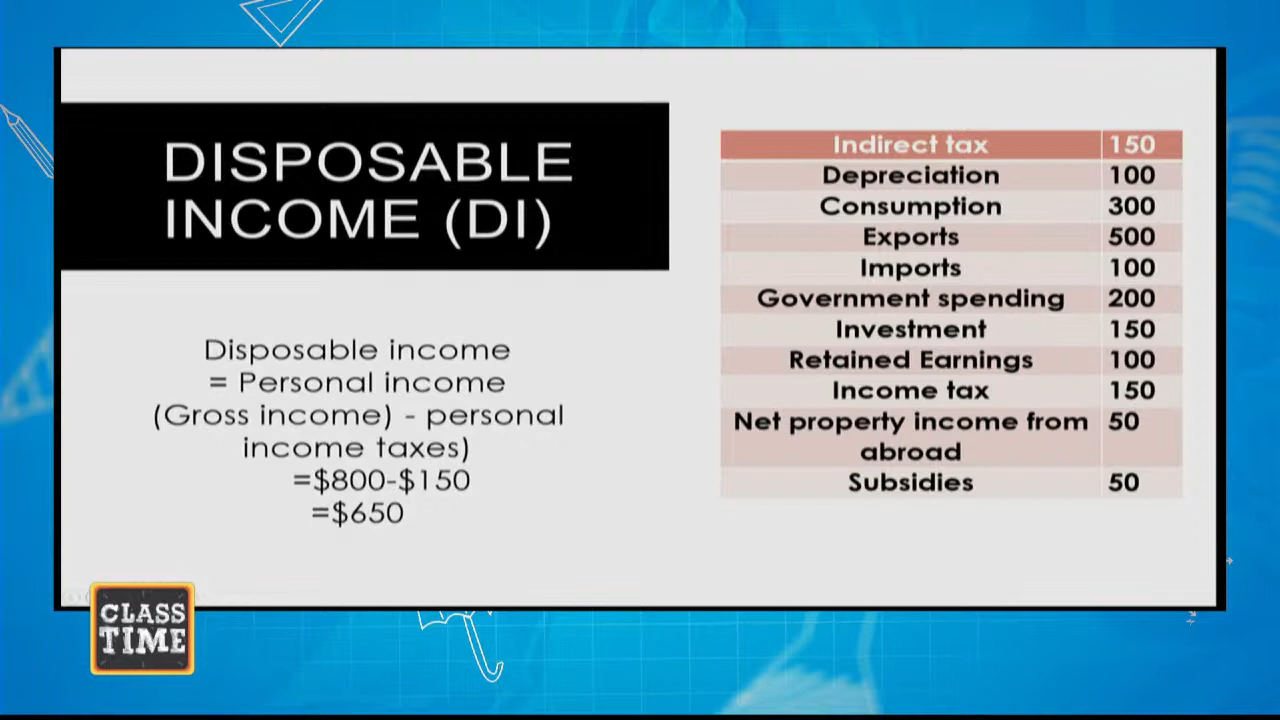 DISPOSABLE
INCOME (DI)
Disposable income
= Personal income
(Gross income) - personal
income taxes)
=$800-$150
=$650
Indirect tax 150
Depreciation 100
Consumption 300
Exports 500
Imports 100
Government spending 200
Investment 150
Retained Earnings 100
Income tax 150
Net property income from 50
abroad
Subsidies 50
CLASS
TIME